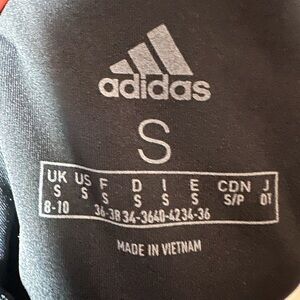 adidas
S
UK US F D I E CDN J
S S S S S S S/P OT
8-10 36-38 34-36 40-42 34-36
MADE IN VIETNAM